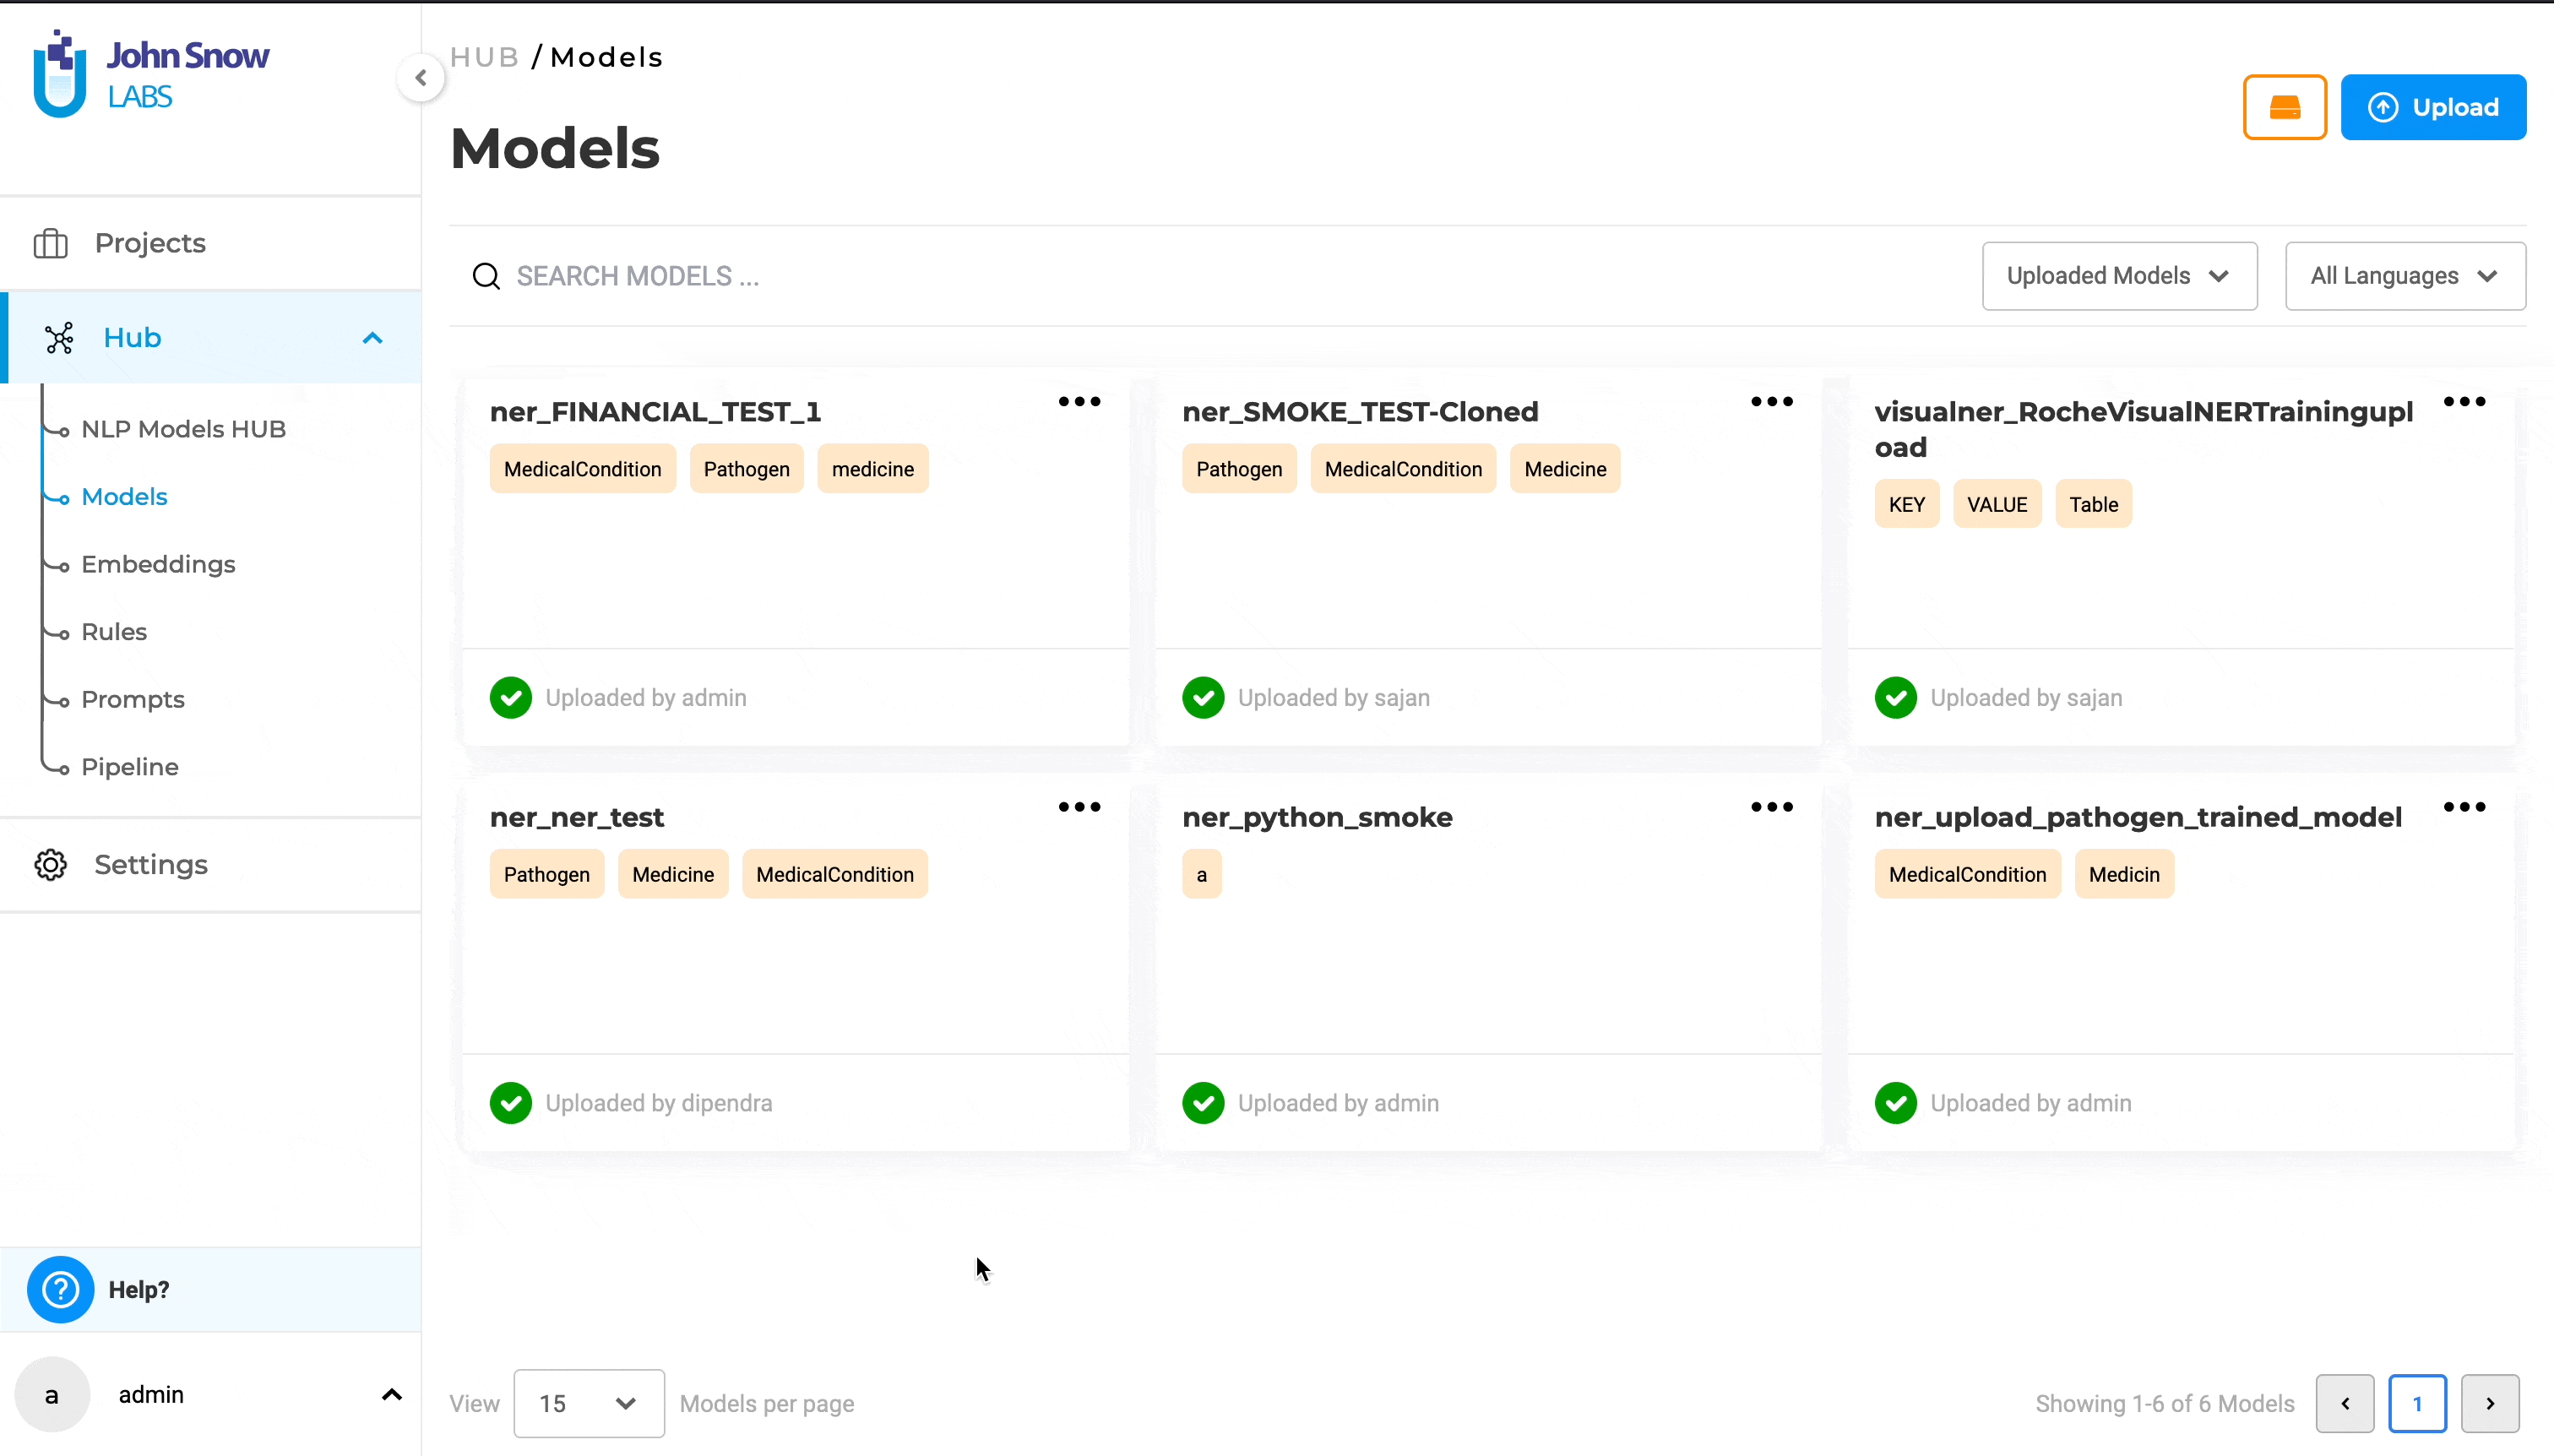 John Snow
LABS
HUB / Models
Models
Upload
Projects
Hub
NLP Models HUB
Models
Embeddings
Rules
Prompts
Pipeline
Settings
Help?
a admin
SEARCH MODELS ...
Uploaded Models
All Languages
ner_FINANCIAL_TEST_1
MedicalCondition Pathogen medicine
Uploaded by admin
ner_SMOKE_TEST-Cloned
Pathogen MedicalCondition Medicine
Uploaded by sajan
visualner_RocheVisualNERTrainingupl
oad
KEY VALUE Table
Uploaded by sajan
ner_ner_test
Pathogen Medicine MedicalCondition
Uploaded by dipendra
ner_python_smoke
a
Uploaded by admin
ner_upload_pathogen_trained_model
MedicalCondition Medicin
Uploaded by admin
View 15 Models per page
Showing 1-6 of 6 Models
1